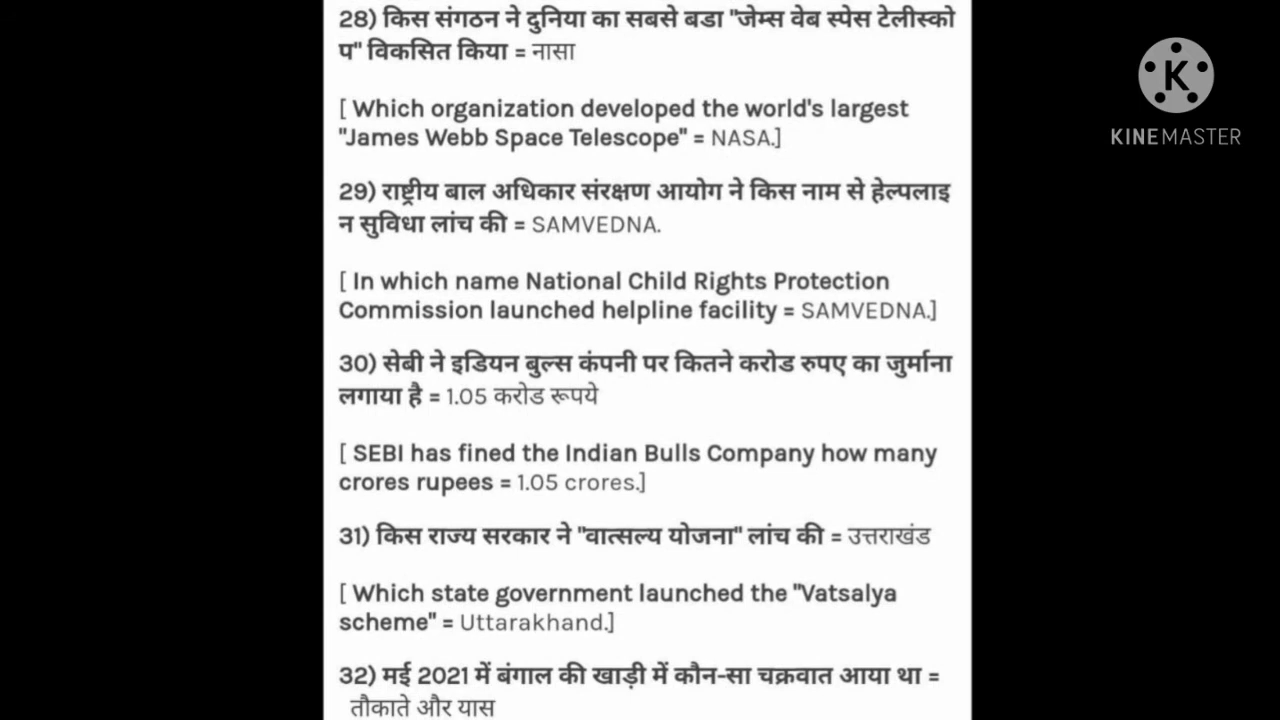 28) किस संगठन ने दुनिया का सबसे बडा "जेम्स वेब स्पेस टेलीस्को
प" विकसित किया = नासा
[ Which organization developed the world's largest
"James Webb Space Telescope" = NASA.]
29) राष्ट्रीय बाल अधिकार संरक्षण आयोग ने किस नाम से हेल्पलाइ
न सुविधा लांच की = SAMVEDNA.
[ In which name National Child Rights Protection
Commission launched helpline facility = SAMVEDNA.]
30) सेबी ने इडियन बुल्स कंपनी पर कितने करोड रुपए का जुर्माना
लगाया है = 1.05 करोड रूपये
[ SEBI has fined the Indian Bulls Company how many
crores rupees = 1.05 crores.]
31) किस राज्य सरकार ने "वात्सल्य योजना" लांच की = उत्तराखंड
[ Which state government launched the "Vatsalya
scheme" = Uttarakhand.]
32) मई 2021 में बंगाल की खाड़ी में कौन-सा चक्रवात आया था =
तौकाते और यास
K
KINEMASTER